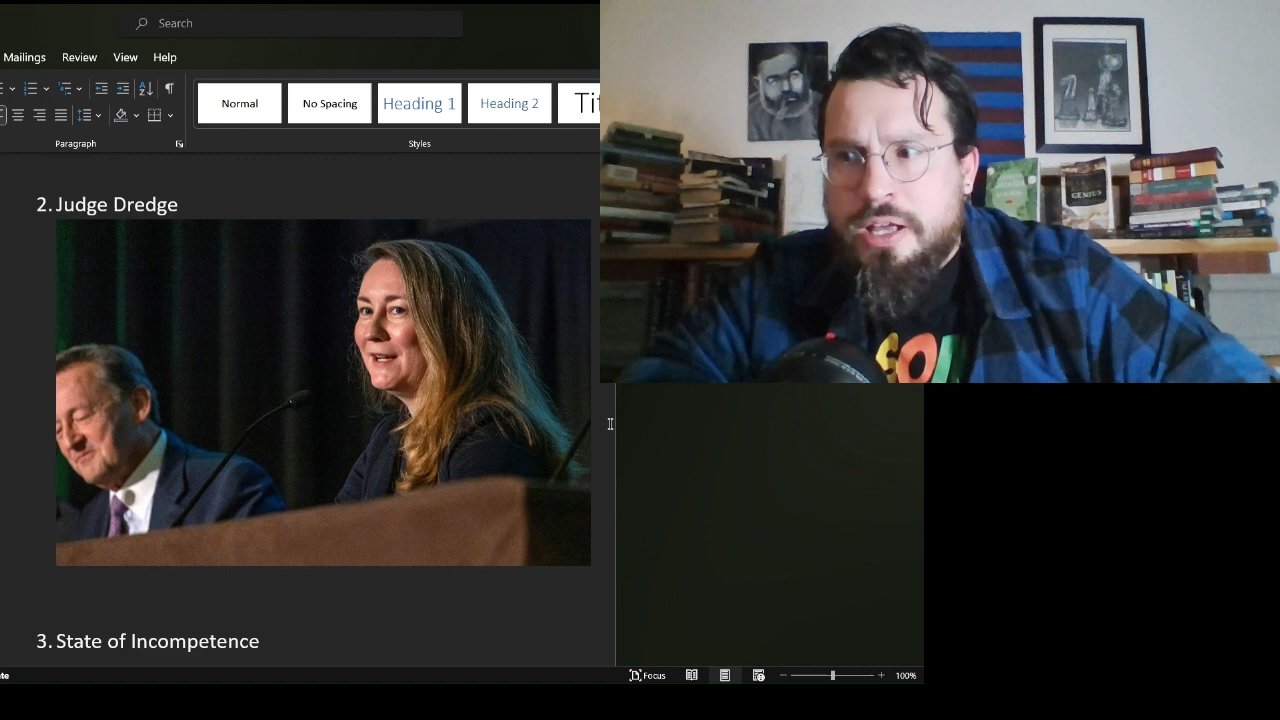 Search
Mailings Review View Help
Normal
No Spacing
Heading 1
Heading 2
Paragraph
Styles
2. Judge Dredge
3. State of Incompetence
Focus
100%